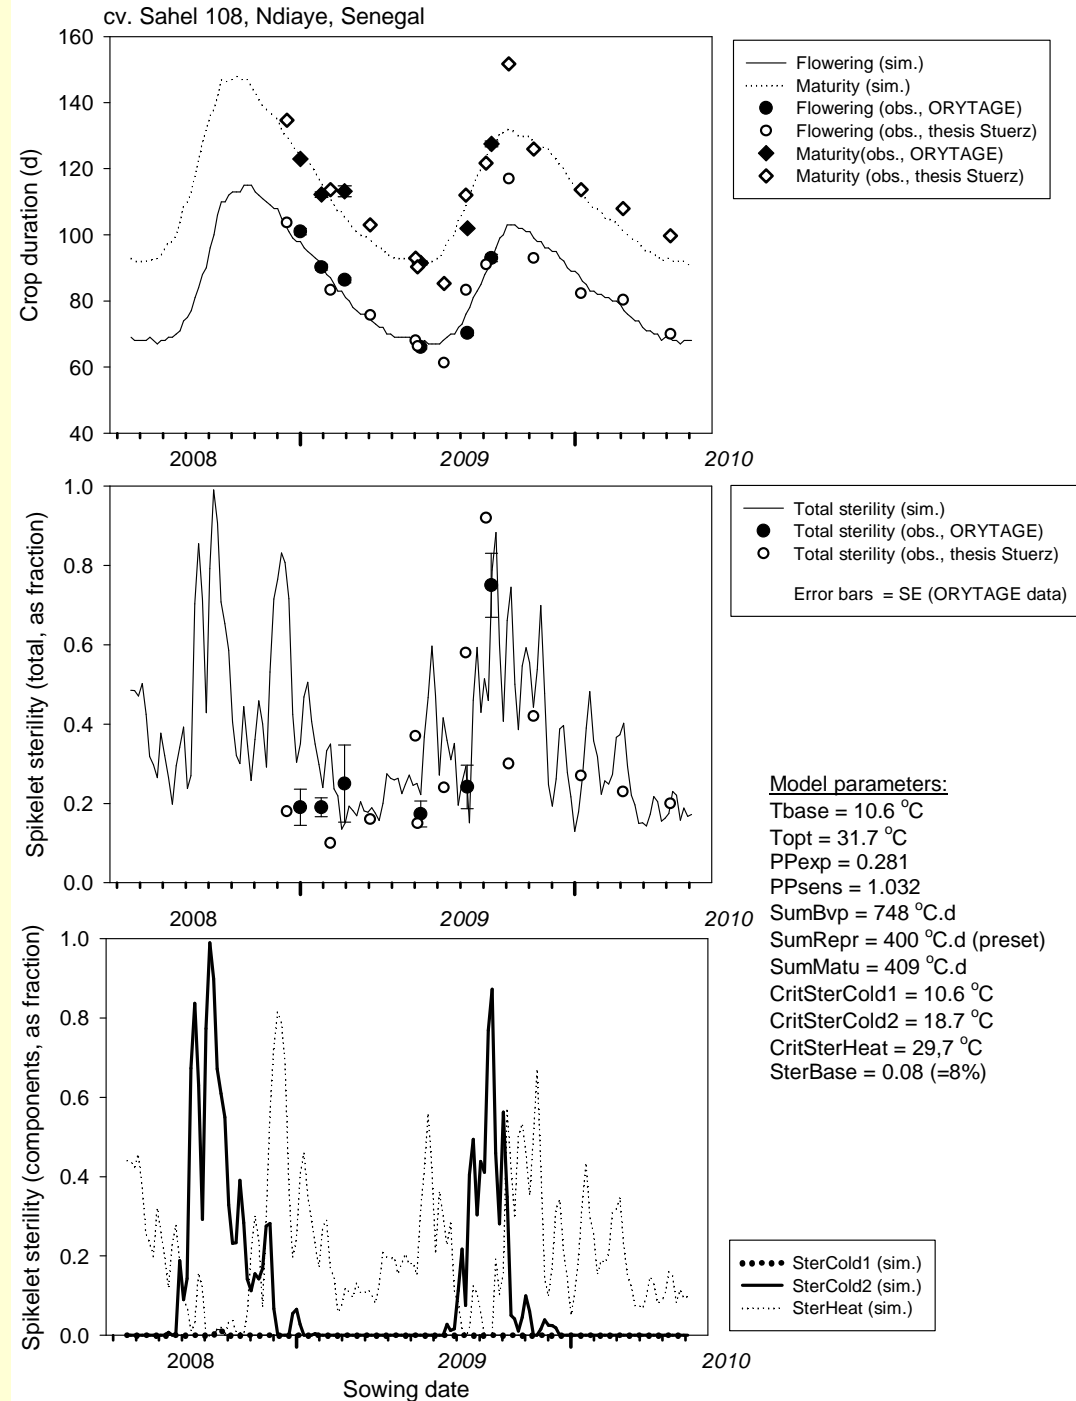 cv. Sahel 108, Ndiaye, Senegal
Crop duration (d)
160
140
120
100
80
60
40
2008
2009
2010
Flowering (sim.)
Maturity (sim.)
Flowering (obs., ORYTAGE)
Flowering (obs., thesis Stuerz)
Maturity(obs., ORYTAGE)
Maturity (obs., thesis Stuerz)
Spikelet sterility (total, as fraction)
1.0
0.8
0.6
0.4
0.2
0.0
2008
2009
2010
Total sterility (sim.)
Total sterility (obs., ORYTAGE)
Total sterility (obs., thesis Stuerz)
Error bars = SE (ORYTAGE data)
Model parameters:
Tbase = 10.6 °C
Topt = 31.7 °C
PPexp = 0.281
PPsens = 1.032
SumBvp = 748 °C.d
SumRepr = 400 °C.d (preset)
SumMatu = 409 °C.d
CritSterCold1 = 10.6 °C
CritSterCold2 = 18.7 °C
CritSterHeat = 29,7 °C
SterBase = 0.08 (=8%)
Spikelet sterility (components, as fraction)
1.0
0.8
0.6
0.4
0.2
0.0
2008
2009
2010
Sowing date
SterCold1 (sim.)
SterCold2 (sim.)
SterHeat (sim.)